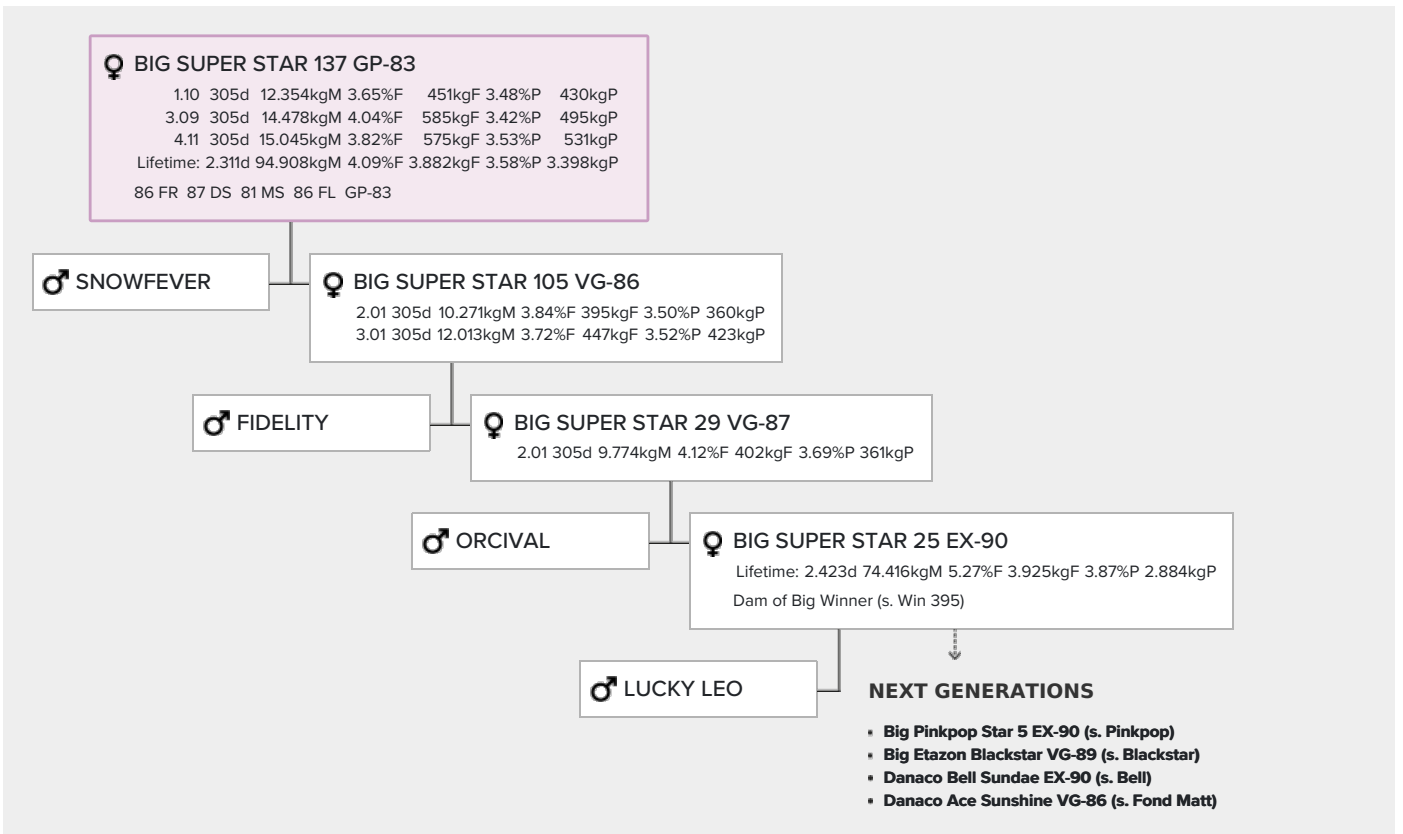 BIG SUPER STAR 137 GP-83
1.10 305d 12.354kgM 3.65%F 451kgF 3.48%P 430kgP
3.09 305d 14.478kgM 4.04%F 585kgF 3.42%P 495kgP
4.11 305d 15.045kgM 3.82%F 575kgF 3.53%P 531kgP
Lifetime: 2.311d 94.908kgM 4.09%F 3.882kgF 3.58%P 3.398kgP
86 FR 87 DS 81 MS 86 FL GP-83
SNOWFEVER
BIG SUPER STAR 105 VG-86
2.01 305d 10.271kgM 3.84%F 395kgF 3.50%P 360kgP
3.01 305d 12.013kgM 3.72%F 447kgF 3.52%P 423kgP
FIDELITY
BIG SUPER STAR 29 VG-87
2.01 305d 9.774kgM 4.12%F 402kgF 3.69%P 361kgP
ORCIVAL
BIG SUPER STAR 25 EX-90
Lifetime: 2.423d 74.416kgM 5.27%F 3.925kgF 3.87%P 2.884kgP
Dam of Big Winner (s. Win 395)
LUCKY LEO
NEXT GENERATIONS
• Big Pinkpop Star 5 EX-90 (s. Pinkpop)
• Big Etazon Blackstar VG-89 (s. Blackstar)
• Danaco Bell Sundae EX-90 (s. Bell)
• Danaco Ace Sunshine VG-86 (s. Fond Matt)